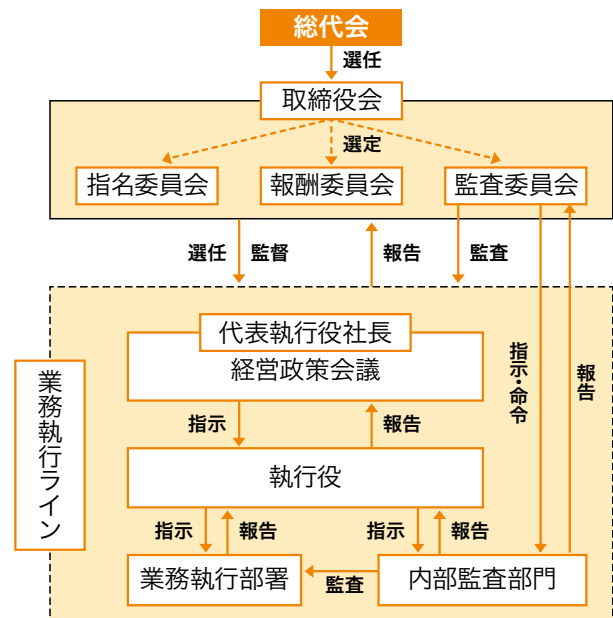 総代会
選任
取締役会
選定
指名委員会
報酬委員会
監査委員会
選任
監督
報告
監査
代表執行役社長
経営政策会議
指示・命令
報告
業務執行ライン
指示
報告
執行役
指示
報告
指示
報告
業務執行部署
監査
内部監査部門